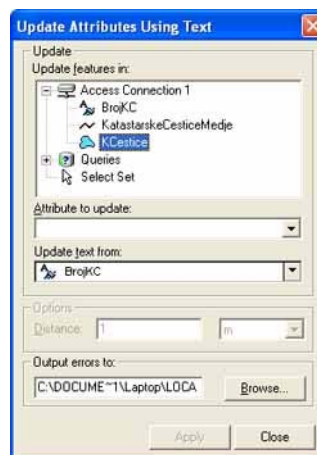 Update Attributes Using Text
Update
Update features in:
Access Connection 1
BrojKC
KatastarskeCesticeMedje
KCestice
Queries
Select Set
Attribute to update:
Update text from:
BrojKC
Options
Distance: 1 m
Output errors to:
C:\DOCUME~1\Laptop\LOCA Browse...
Apply Close